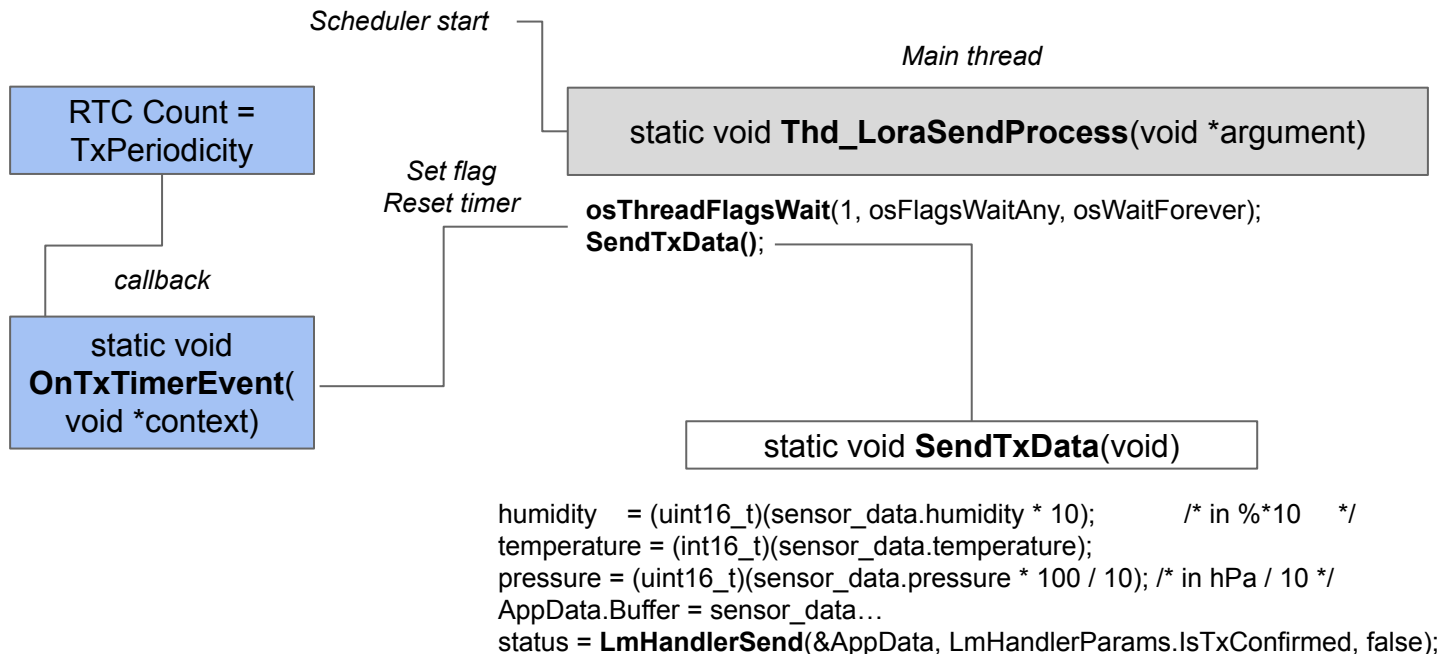 Scheduler start
Main thread
RTC Count =
TxPeriodicity
static void Thd_LoraSendProcess(void *argument)
Set flag
Reset timer
osThreadFlagsWait(1, osFlagsWaitAny, osWaitForever);
SendTxData();
callback
static void
OnTxTimerEvent(
void *context)
static void SendTxData(void)
humidity = (uint16_t)(sensor_data.humidity * 10); /* in %*10 */
temperature = (int16_t)(sensor_data.temperature);
pressure = (uint16_t)(sensor_data.pressure * 100 / 10); /* in hPa / 10 */
AppData.Buffer = sensor_data…
status = LmHandlerSend(&AppData, LmHandlerParams.IsTxConfirmed, false);